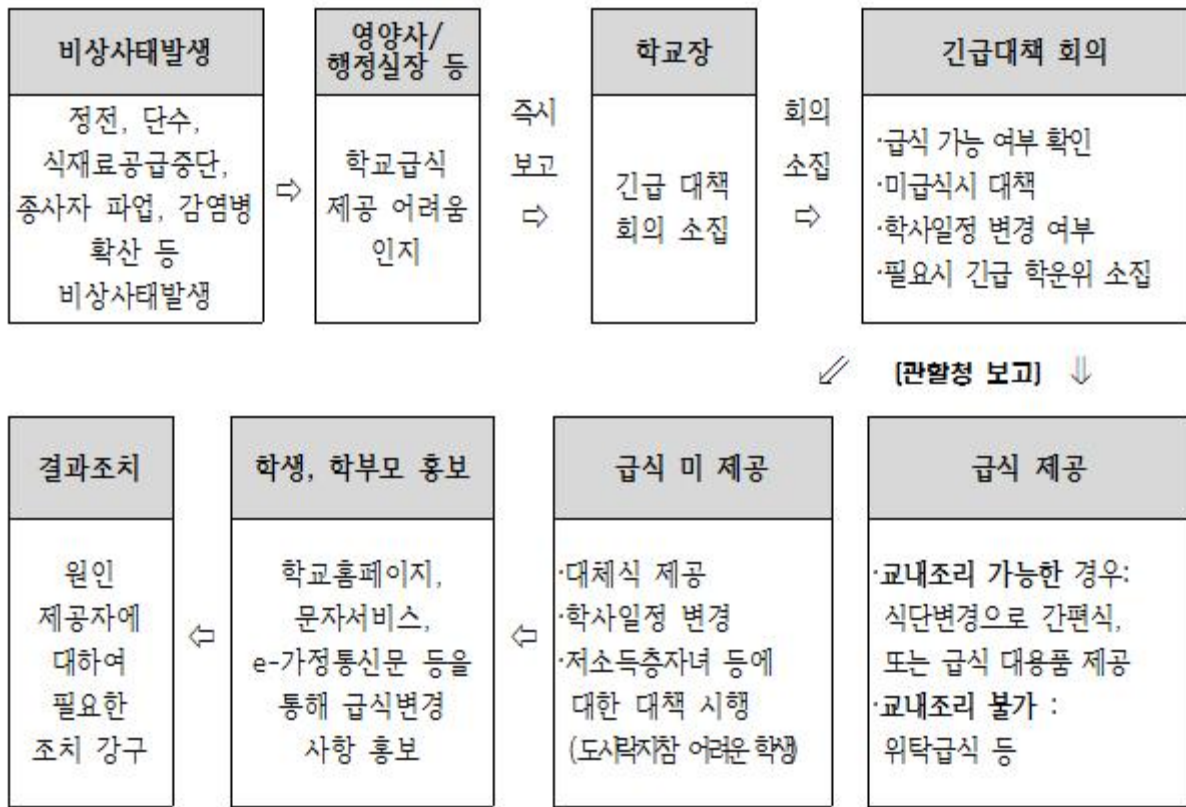 비상사태발생
정전, 단수,
식재료공급중단,
종사자 파업, 감염병
확산 등
비상사태발생
⇨
영양사/
행정실장 등
학교급식
제공 어려움
인지
즉시
보고
⇨
학교장
긴급 대책
회의 소집
회의
소집
⇨
긴급대책 회의
·급식 가능 여부 확인
·미급식시 대책
·학사일정 변경 여부
·필요시 긴급 학운위 소집
⇙ [관할청 보고] ⇓
급식 제공
·교내조리 가능한 경우:
식단변경으로 간편식,
또는 급식 대용품 제공
·교내조리 불가 :
위탁급식 등
급식 미 제공
·대체식 제공
·학사일정 변경
·저소득층자녀 등에
대한 대책 시행
(도시락지참 어려운 학생)
⇦
학생, 학부모 홍보
학교홈페이지,
문자서비스,
e-가정통신문 등을
통해 급식변경
사항 홍보
⇦
결과조치
원인
제공자에
대하여
필요한
조치 강구